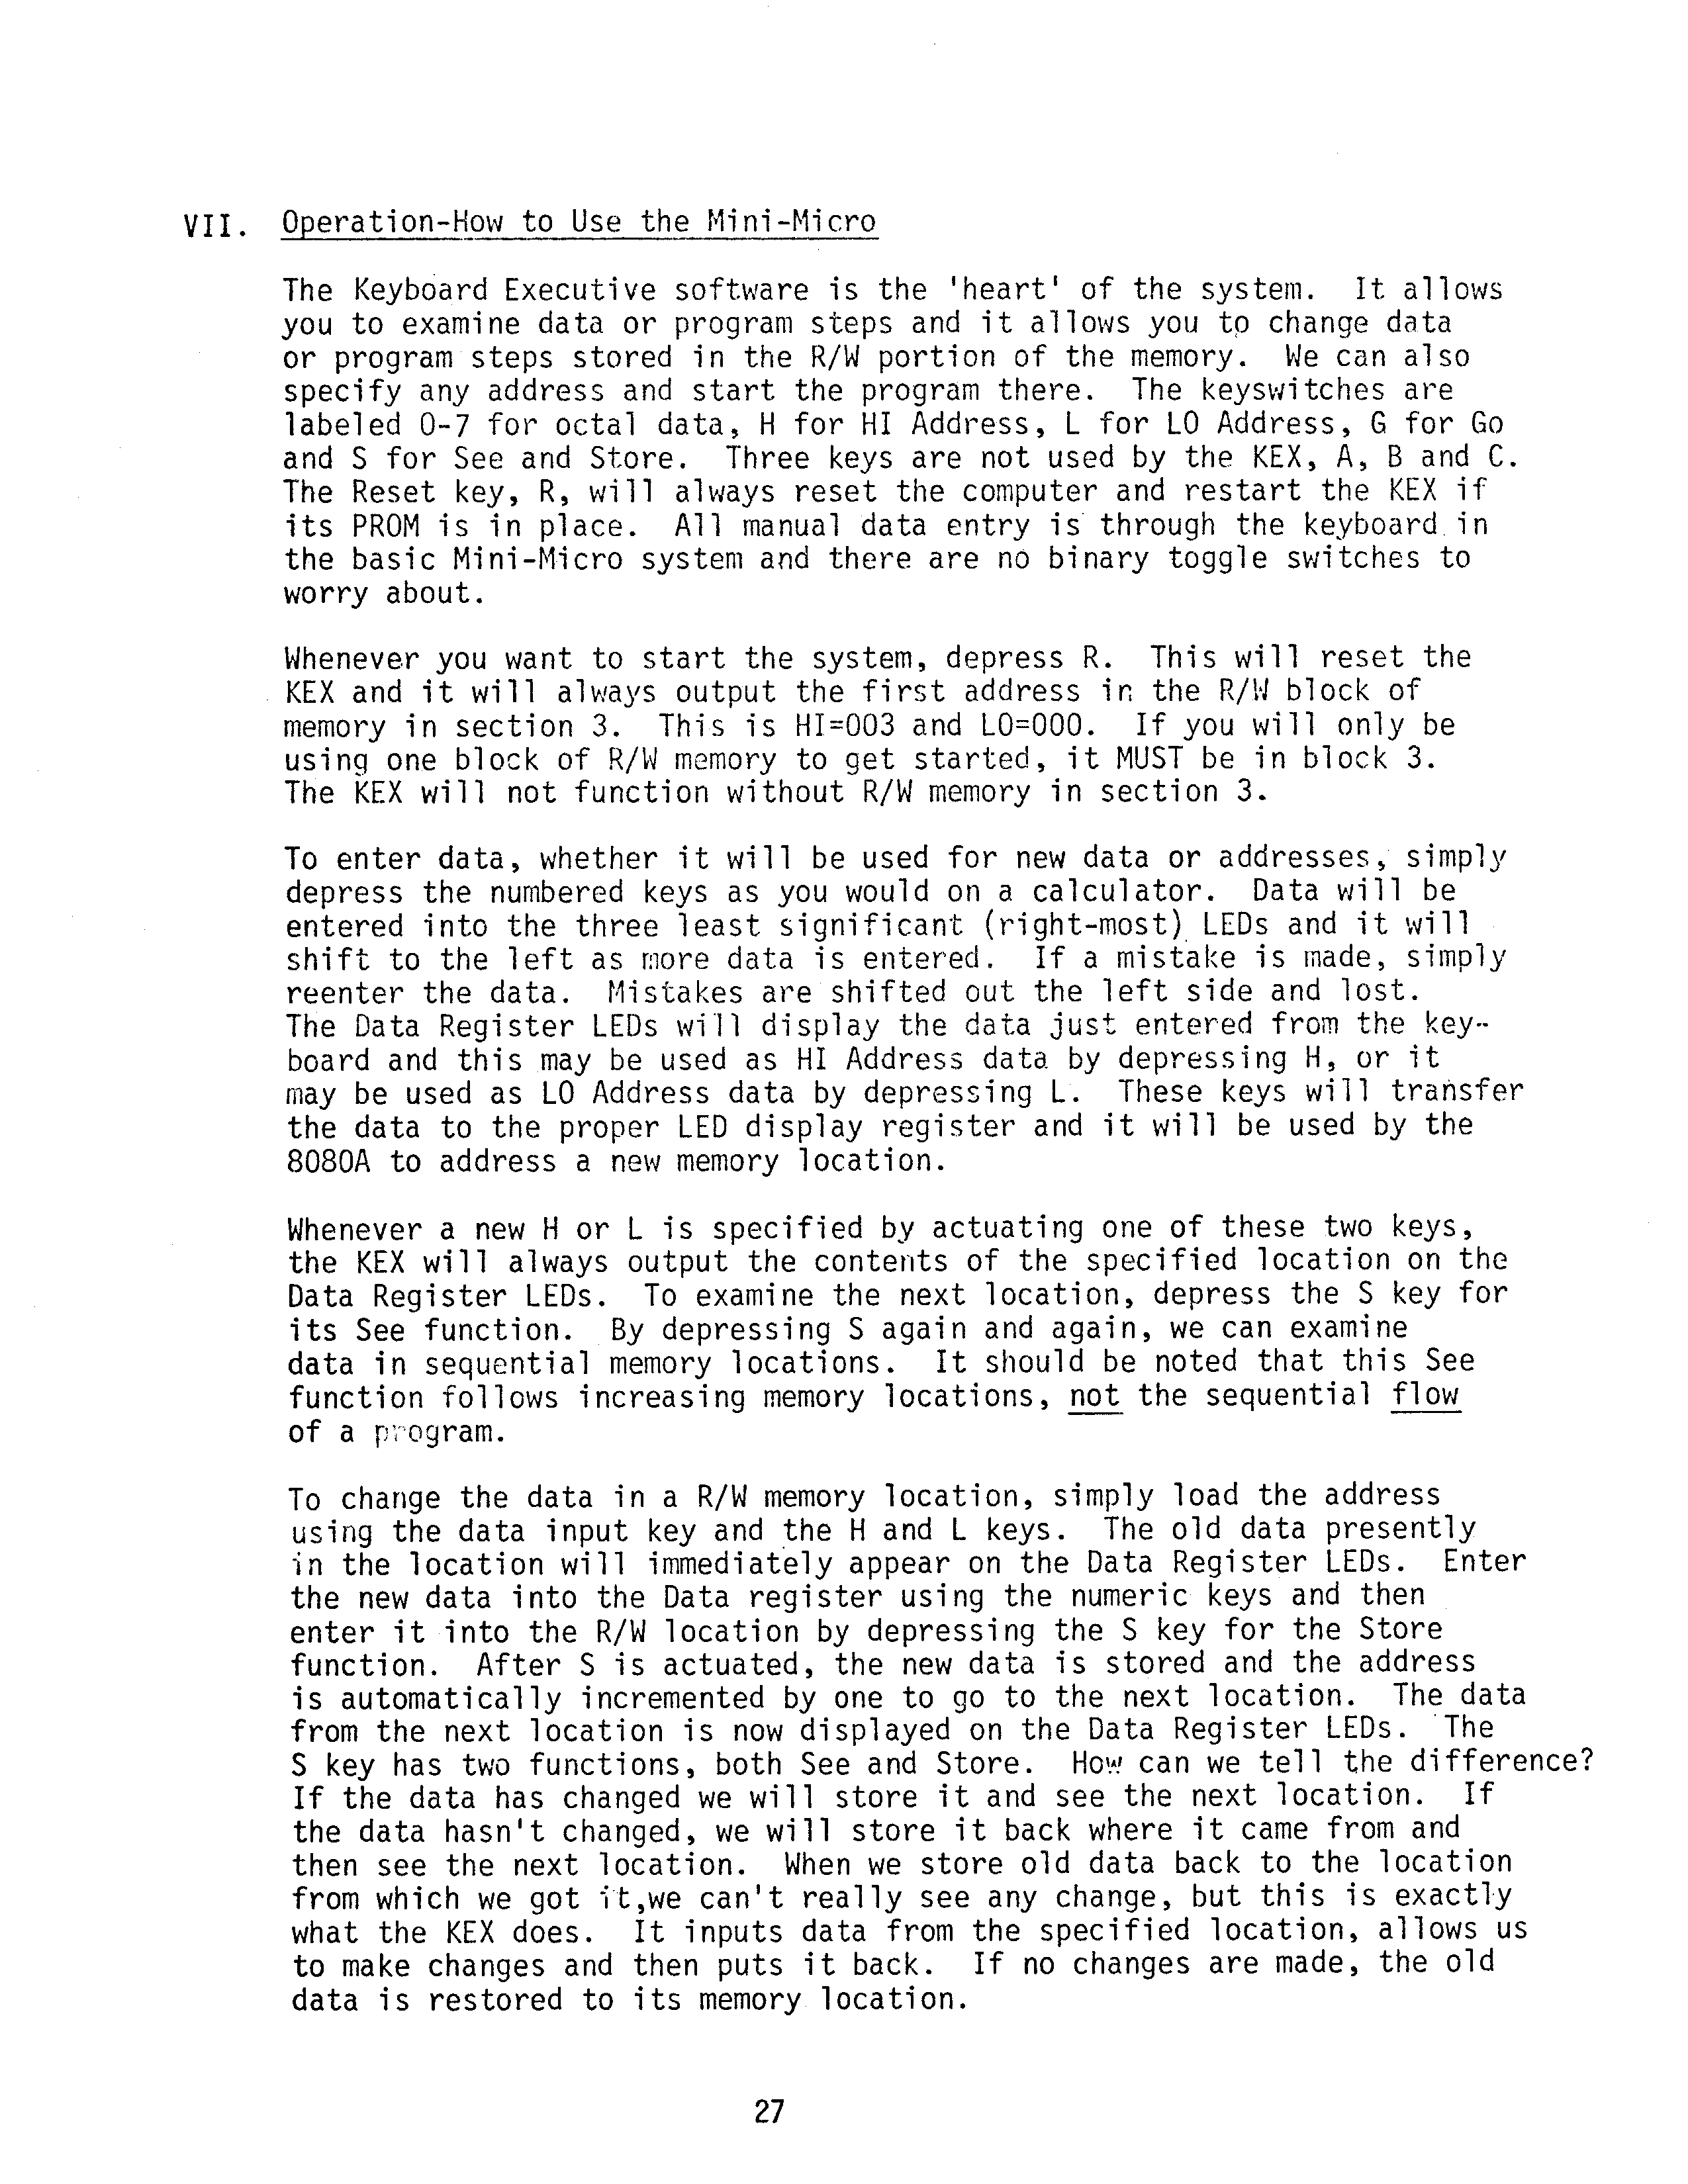 VII. Operation-How to Use the Mini-Micro
The Keyboard Executive software is the 'heart' of the system. It allows
you to examine data or program steps and it allows you to change data
or program steps stored in the R/W portion of the memory. We can also
specify any address and start the program there. The keyswitches are
labeled 0-7 for octal data, H for HI Address, L for LO Address, G for Go
and S for See and Store. Three keys are not used by the KEX, A, B and C.
The Reset key, R, will always reset the computer and restart the KEX if
its PROM is in place. All manual data entry is through the keyboard in
the basic Mini-Micro system and there are no binary toggle switches to
worry about.
Whenever you want to start the system, depress R. This will reset the
KEX and it will always output the first address in the R/W block of
memory in section 3. This is HI=003 and LO=000. If you will only be
using one block of R/W memory to get started, it MUST be in block 3.
The KEX will not function without R/W memory in section 3.
To enter data, whether it will be used for new data or addresses, simply
depress the numbered keys as you would on a calculator. Data will be
entered into the three least significant (right-most) LEDs and it will
shift to the left as more data is entered. If a mistake is made, simply
reenter the data. Mistakes are shifted out the left side and lost.
The Data Register LEDs will display the data just entered from the key-
board and this may be used as HI Address data by depressing H, or it
may be used as LO Address data by depressing L. These keys will transfer
the data to the proper LED display register and it will be used by the
8080A to address a new memory location.
Whenever a new H or L is specified by actuating one of these two keys,
the KEX will always output the contents of the specified location on the
Data Register LEDs. To examine the next location, depress the S key for
its See function. By depressing S again and again, we can examine
data in sequential memory locations. It should be noted that this See
function follows increasing memory locations, not the sequential flow
of a program.
To change the data in a R/W memory location, simply load the address
using the data input key and the H and L keys. The old data presently
in the location will immediately appear on the Data Register LEDs. Enter
the new data into the Data register using the numeric keys and then
enter it into the R/W location by depressing the S key for the Store
function. After S is actuated, the new data is stored and the address
is automatically incremented by one to go to the next location. The data
from the next location is now displayed on the Data Register LEDs. The
S key has two functions, both See and Store. How can we tell the difference?
If the data has changed we will store it and see the next location. If
the data hasn't changed, we will store it back where it came from and
then see the next location. When we store old data back to the location
from which we got it,we can't really see any change, but this is exactly
what the KEX does. It inputs data from the specified location, allows us
to make changes and then puts it back. If no changes are made, the old
data is restored to its memory location.
27